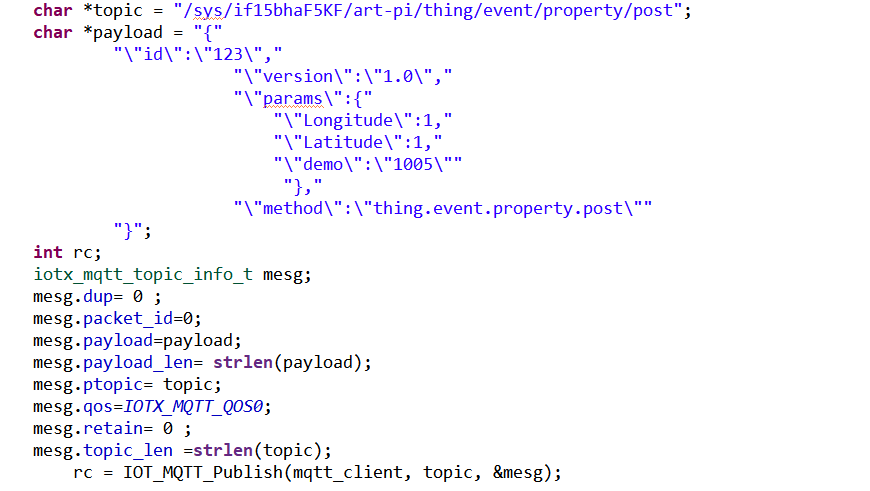 char *topic = "/sys/if15bhaF5KF/art-pi/thing/event/property/post";
char *payload = "{"
"\"id\":\"123\","
"\"version\":\"1.0\","
"\"params\":{"
"\"Longitude\":1,"
"\"Latitude\":1,"
"\"demo\":\"1005\""
"},"
"\"method\":\"thing.event.property.post\""
"}";
int rc;
iotx_mqtt_topic_info_t mesg;
mesg.dup= 0 ;
mesg.packet_id=0;
mesg.payload=payload;
mesg.payload_len= strlen(payload);
mesg.ptopic= topic;
mesg.qos=IOTX_MQTT_QOS0;
mesg.retain= 0 ;
mesg.topic_len =strlen(topic);
rc = IOT_MQTT_Publish(mqtt_client, topic, &mesg);